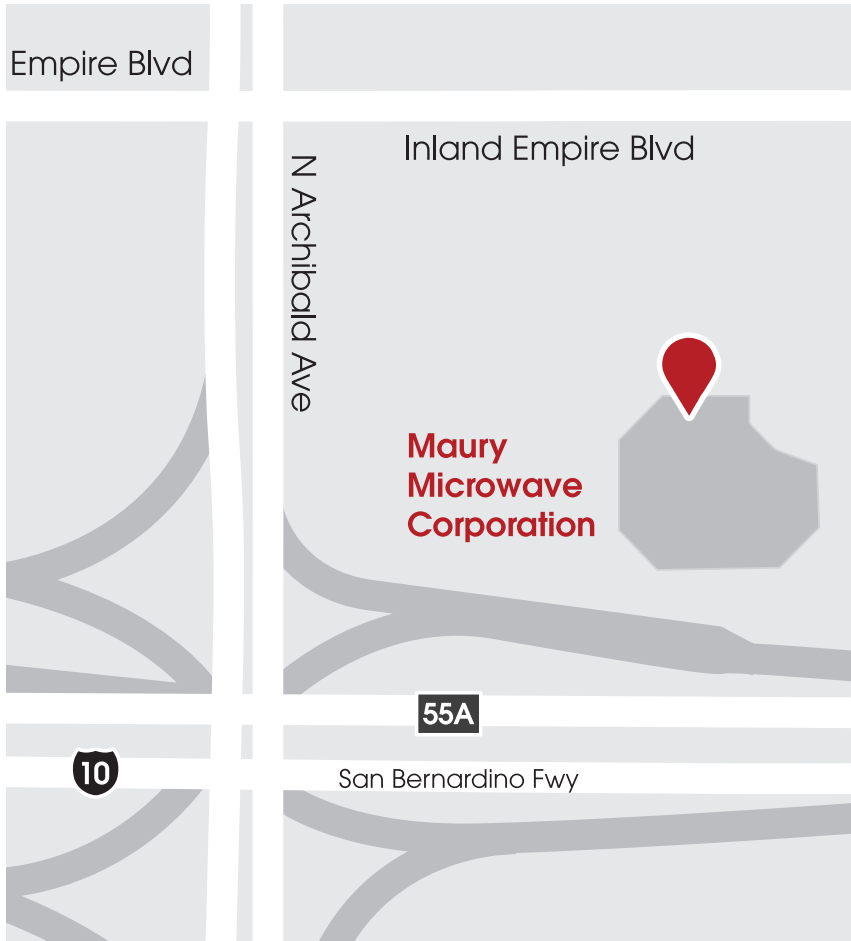 Empire Blvd
Inland Empire Blvd
N Archibald Ave
Maury
Microwave
Corporation
55A
10
San Bernardino Fwy